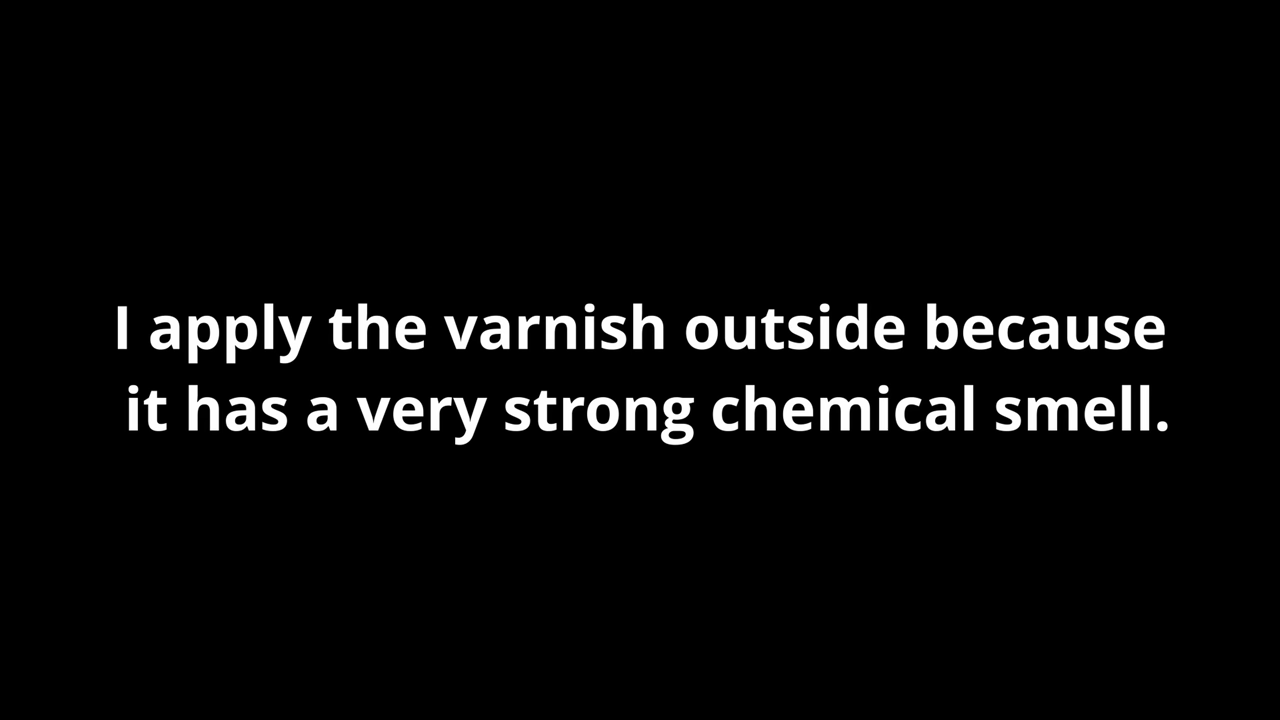 I apply the varnish outside because
it has a very strong chemical smell.